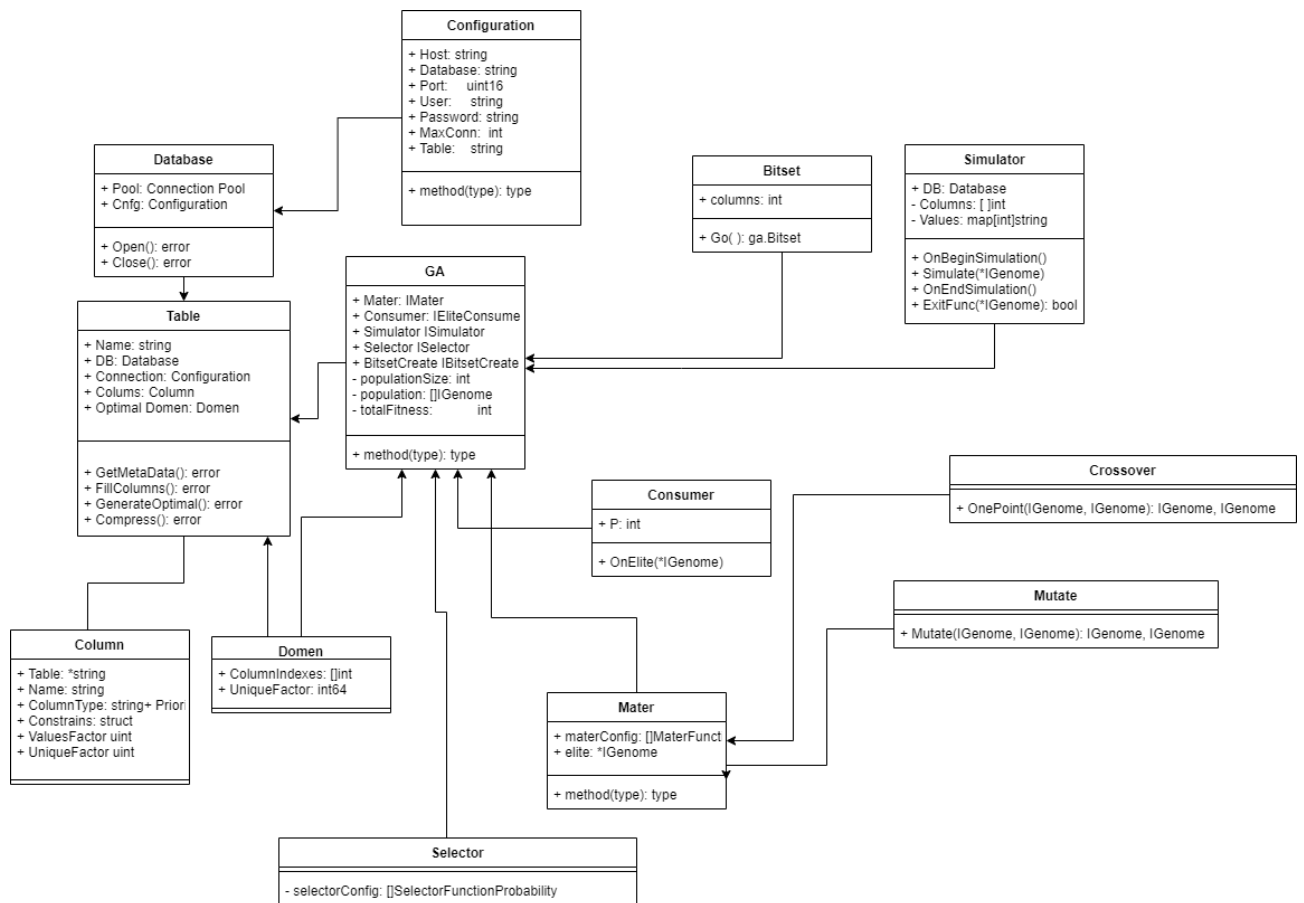 Configuration
+ Host: string
+ Database: string
+ Port: uint16
+ User: string
+ Password: string
+ MaxConn: int
+ Table: string
+ method(type): type
Database
+ Pool: Connection Pool
+ Cnfg: Configuration
+ Open(): error
+ Close(): error
Bitset
+ columns: int
+ Go( ): ga.Bitset
Simulator
+ DB: Database
- Columns: [ ]int
- Values: map[int]string
+ OnBeginSimulation()
+ Simulate(*IGenome)
+ OnEndSimulation()
+ ExitFunc(*IGenome): bool
GA
+ Mater: IMater
+ Consumer: IEliteConsume
+ Simulator ISimulator
+ Selector ISelector
+ BitsetCreate IBitsetCreate
- populationSize: int
- population: []IGenome
- totalFitness: int
+ method(type): type
Table
+ Name: string
+ DB: Database
+ Connection: Configuration
+ Colums: Column
+ Optimal Domen: Domen
+ GetMetaData(): error
+ FillColumns(): error
+ GenerateOptimal(): error
+ Compress(): error
Consumer
+ P: int
+ OnElite(*IGenome)
Crossover
+ OnePoint(IGenome, IGenome): IGenome, IGenome
Mutate
+ Mutate(IGenome, IGenome): IGenome, IGenome
Column
+ Table: *string
+ Name: string
+ ColumnType: string+ Prior
+ Constrains: struct
+ ValuesFactor uint
+ UniqueFactor uint
Domen
+ ColumnIndexes: []int
+ UniqueFactor: int64
Mater
+ materConfig: []MaterFunct
+ elite: *IGenome
+ method(type): type
Selector
- selectorConfig: []SelectorFunctionProbability